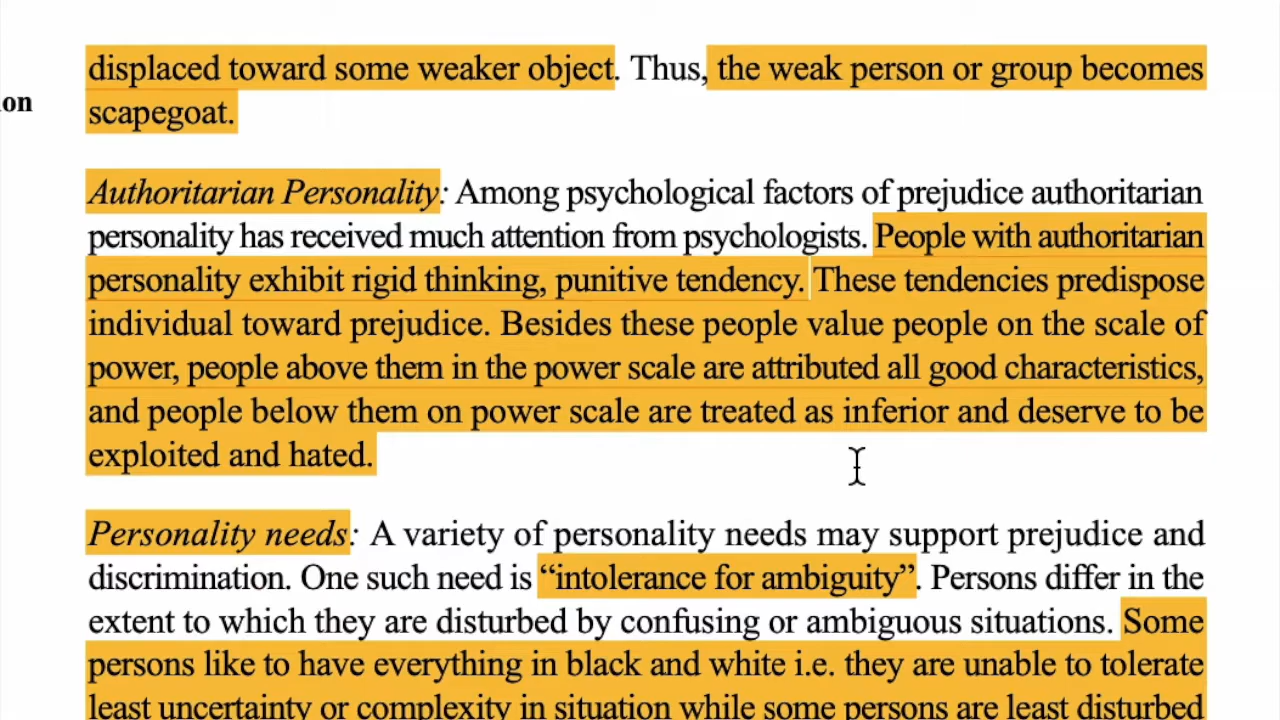 displaced toward some weaker object. Thus, the weak person or group becomes
on
scapegoat.
Authoritarian Personality: Among psychological factors of prejudice authoritarian
personality has received much attention from psychologists. People with authoritarian
personality exhibit rigid thinking, punitive tendency. These tendencies predispose
individual toward prejudice. Besides these people value people on the scale of
power, people above them in the power scale are attributed all good characteristics,
and people below them on power scale are treated as inferior and deserve to be
exploited and hated.
Personality needs: A variety of personality needs may support prejudice and
discrimination. One such need is “intolerance for ambiguity”. Persons differ in the
extent to which they are disturbed by confusing or ambiguous situations. Some
persons like to have everything in black and white i.e. they are unable to tolerate
least uncertainty or complexity in situation while some persons are least disturbed